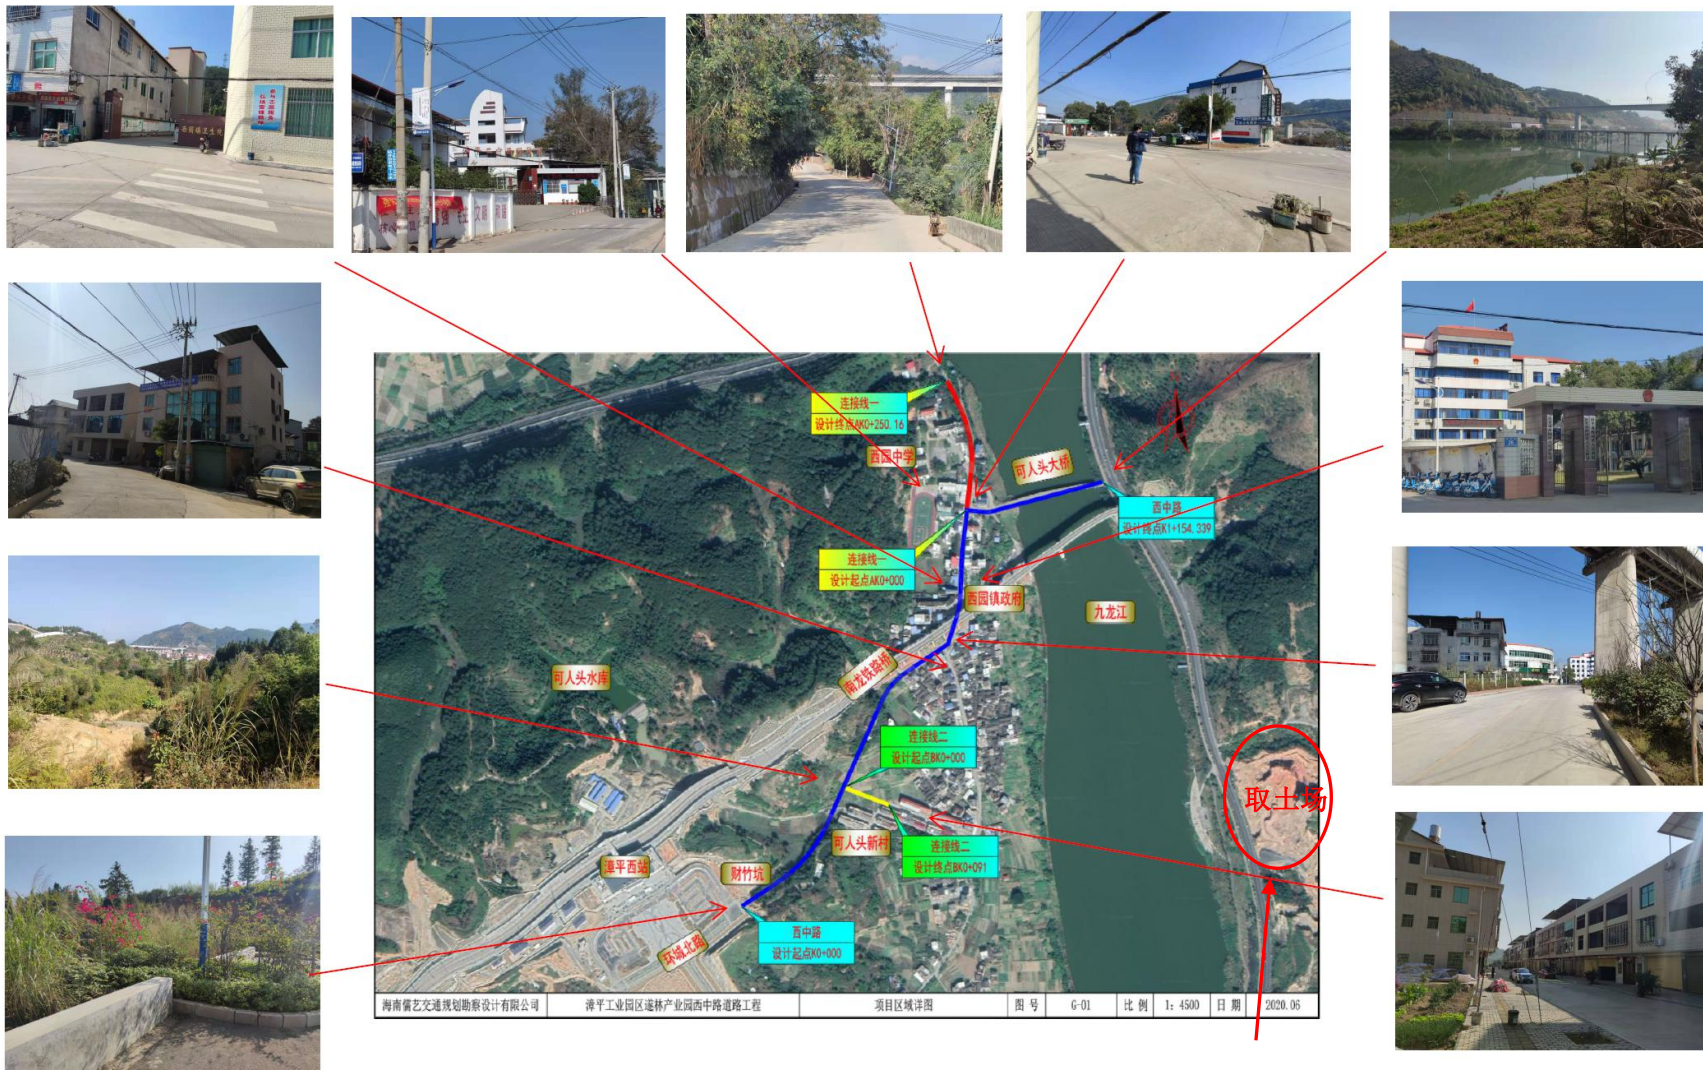 西园镇卫生院
连接线一
设计终点AK0+250.16
西园中学
可人头大桥
西中路
设计终点K1+154.339
连接线一
设计起点AK0+000
西园镇政府
九龙江
南龙铁路桥
可人头水库
连接线二
设计起点BK0+000
取土场
可人头新村
连接线二
设计终点BK0+091
漳平西站
财竹坑
西中路
设计起点K0+000
环城北路
海南儒艺交通规划勘察设计有限公司
漳平工业园区遂林产业园西中路道路工程
项目区域详图
图 号
G-01
比 例
1: 4500
日 期
2020.06